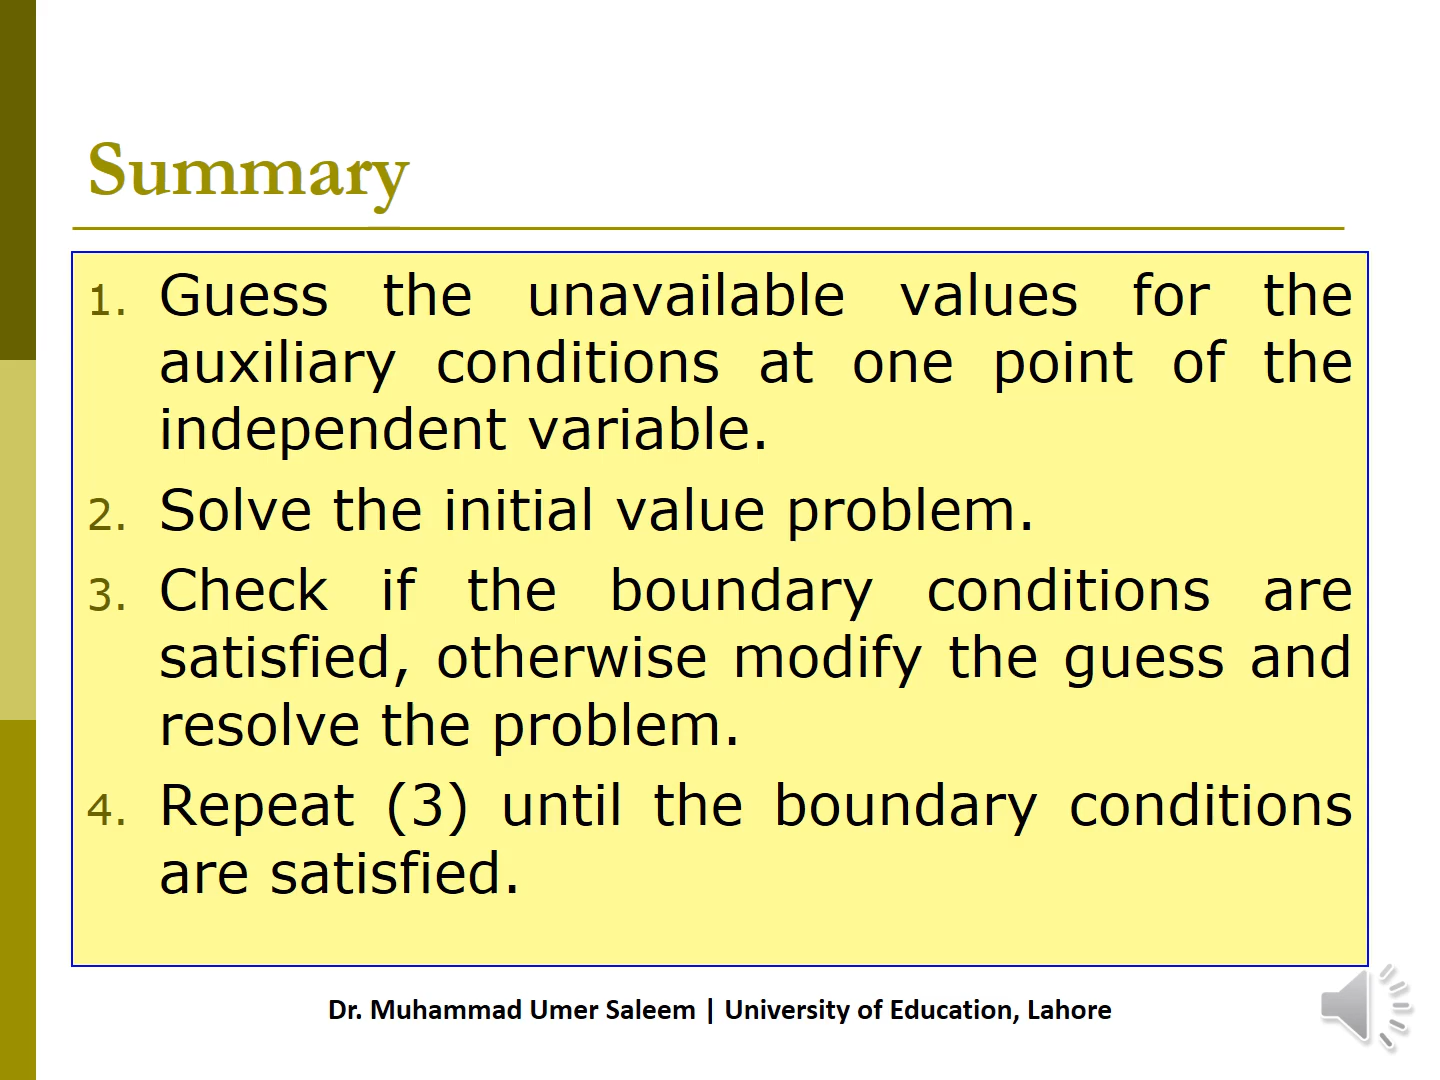 Summary
1. Guess the unavailable values for the
auxiliary conditions at one point of the
independent variable.
2. Solve the initial value problem.
3. Check if the boundary conditions are
satisfied, otherwise modify the guess and
resolve the problem.
4. Repeat (3) until the boundary conditions
are satisfied.
Dr. Muhammad Umer Saleem | University of Education, Lahore